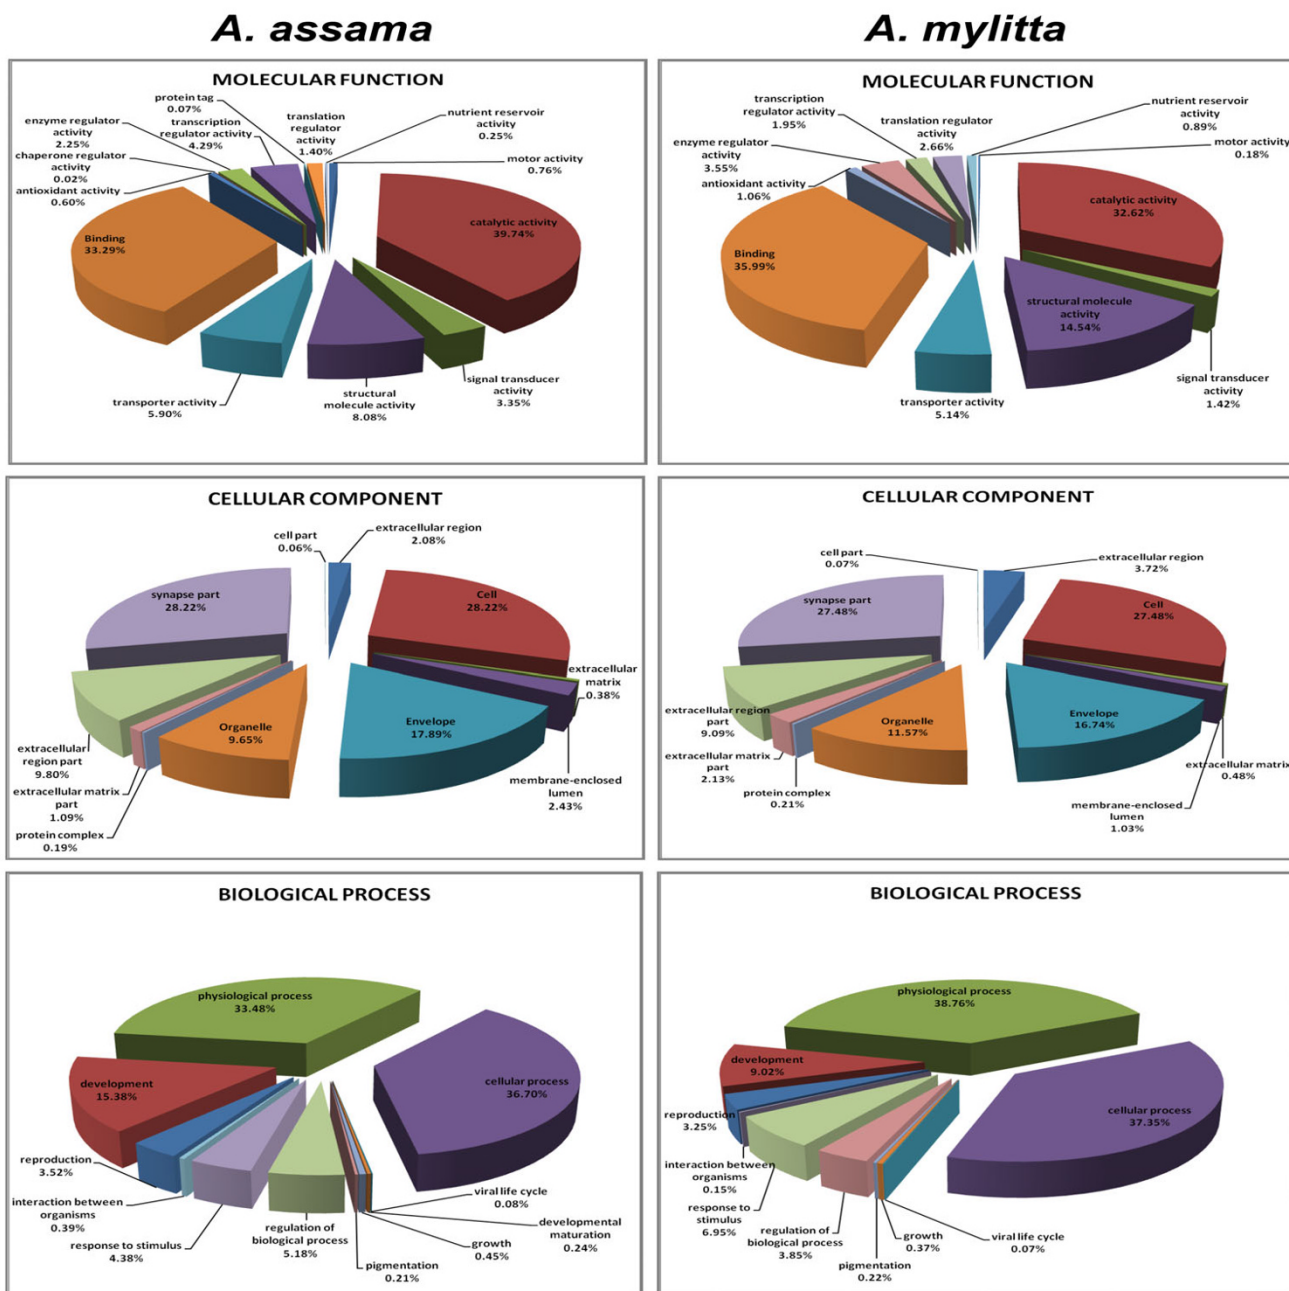 A. assama
A. mylitta
MOLECULAR FUNCTION
protein tag
0.07%
enzyme regulator
activity
2.25%
transcription
regulator activity
4.29%
translation
regulator
activity
1.40%
nutrient reservoir
activity
0.25%
chaperone regulator
activity
0.02%
motor activity
0.76%
antioxidant activity
0.60%
catalytic activity
39.74%
Binding
33.29%
signal transducer
activity
3.35%
structural
molecule activity
8.08%
transporter activity
5.90%
MOLECULAR FUNCTION
transcription
regulator activity
1.95%
nutrient reservoir
activity
0.89%
translation regulator
activity
2.66%
enzyme regulator
activity
3.55%
motor activity
0.18%
antioxidant activity
1.06%
catalytic activity
32.62%
Binding
35.99%
structural molecule
activity
14.54%
signal transducer
activity
1.42%
transporter activity
5.14%
CELLULAR COMPONENT
cell part
0.06%
extracellular region
2.08%
synapse part
28.22%
Cell
28.22%
extracellular
matrix
0.38%
Organelle
9.65%
Envelope
17.89%
extracellular
region part
9.80%
membrane-enclosed
lumen
2.43%
extracellular matrix
part
1.09%
protein complex
0.19%
CELLULAR COMPONENT
cell part
0.07%
extracellular region
3.72%
synapse part
27.48%
Cell
27.48%
extracellular region
part
9.09%
Organelle
11.57%
Envelope
16.74%
extracellular matrix
part
2.13%
extracellular matrix
0.48%
protein complex
0.21%
membrane-enclosed
lumen
1.03%
BIOLOGICAL PROCESS
physiological process
33.48%
development
15.38%
cellular process
36.70%
reproduction
3.52%
interaction between
organisms
0.39%
response to stimulus
4.38%
regulation of
biological process
5.18%
viral life cycle
0.08%
developmental
maturation
0.24%
growth
0.45%
pigmentation
0.21%
BIOLOGICAL PROCESS
physiological process
38.76%
development
9.02%
cellular process
37.35%
reproduction
3.25%
interaction between
organisms
0.15%
response to
stimulus
6.95%
regulation of
biological process
3.85%
growth
0.37%
viral life cycle
0.07%
pigmentation
0.22%